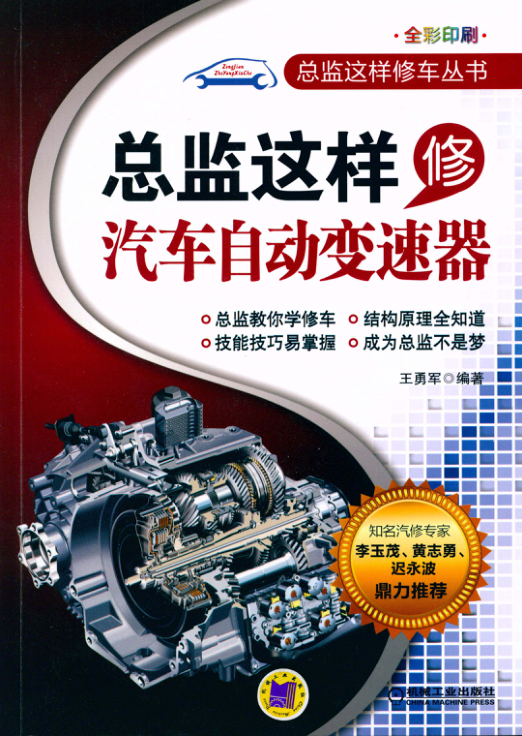 ·全彩印刷·
ZongJian
ZheYangXiuChe
总监这样修车丛书
总监这样修
汽车自动变速器
总监教你学修车 结构原理全知道
技能技巧易掌握 成为总监不是梦
王勇军◎编著
知名汽修专家
李玉茂、黄志勇、
迟永波
鼎力推荐
机械工业出版社
CHINA MACHINE PRESS